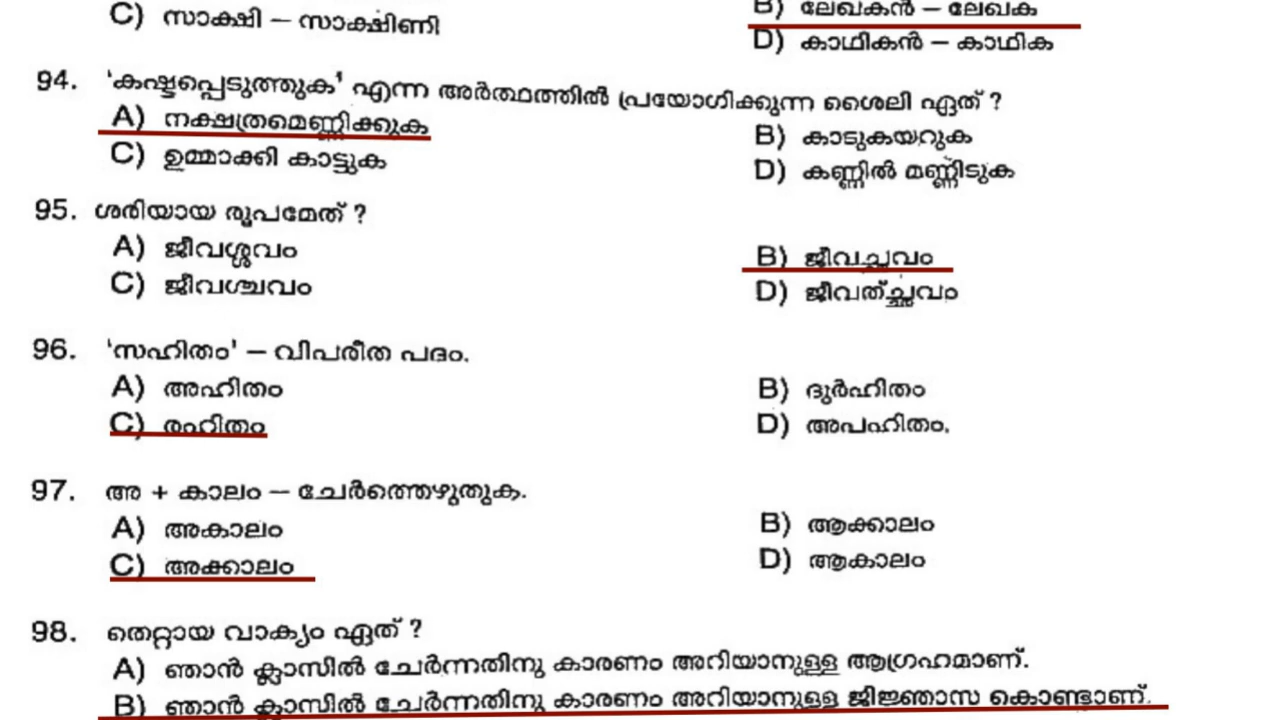 C) സാക്ഷി – സാക്ഷിണി
B) ലേഖകൻ – ലേഖക
D) കാഥികൻ – കാഥിക
94. 'കഷ്ടപ്പെടുത്തുക' എന്ന അർത്ഥത്തിൽ പ്രയോഗിക്കുന്ന ശൈലി ഏത് ?
A) നക്ഷത്രമെണ്ണിക്കുക
B) കാടുകയറുക
C) ഉമ്മാക്കി കാട്ടുക
D) കണ്ണിൽ മണ്ണിടുക
95. ശരിയായ രൂപമേത് ?
A) ജീവശ്ശവം
B) ജീവച്ഛവം
C) ജീവശ്ചവം
D) ജീവത്ച്ഛവം
96. 'സഹിതം' – വിപരീത പദം.
A) അഹിതം
B) ദുർഹിതം
C) രഹിതം
D) അപഹിതം.
97. അ + കാലം – ചേർത്തെഴുതുക.
A) അകാലം
B) ആക്കാലം
C) അക്കാലം
D) ആകാലം
98. തെറ്റായ വാക്യം ഏത് ?
A) ഞാൻ ക്ലാസിൽ ചേർന്നതിനു കാരണം അറിയാനുള്ള ആഗ്രഹമാണ്.
B) ഞാൻ ക്ലാസിൽ ചേർന്നതിനു കാരണം അറിയാനുള്ള ജിജ്ഞാസ കൊണ്ടാണ്.